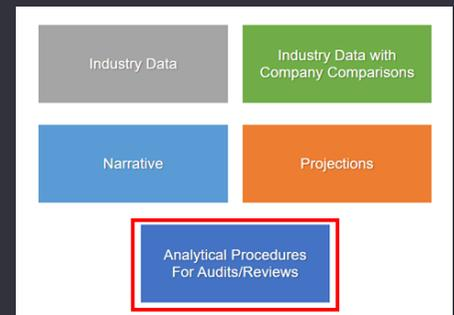 Industry Data
Industry Data with
Company Comparisons
Narrative
Projections
Analytical Procedures
For Audits/Reviews